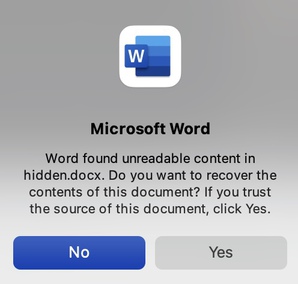 W
Microsoft Word
Word found unreadable content in
hidden.docx. Do you want to recover the
contents of this document? If you trust
the source of this document, click Yes.
No
Yes